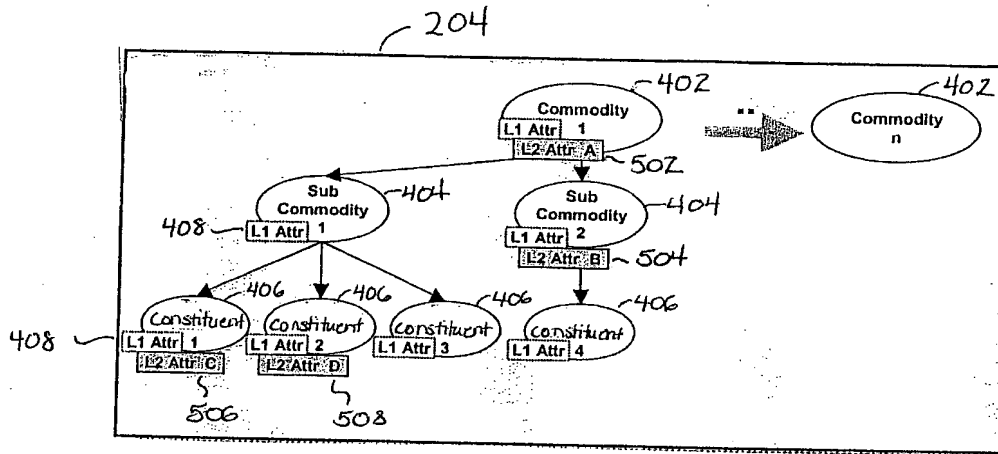 204
402
402
Commodity
1
L1 Attr
L2 Attr A
502
..
Commodity
n
Sub
Commodity
1
404
408
L1 Attr
Sub
Commodity
2
404
L1 Attr
L2 Attr B
504
406
406
406
406
Constituent
1
L1 Attr
L2 Attr C
506
Constituent
2
L1 Attr
L2 Attr D
508
Constituent
3
L1 Attr
Constituent
4
L1 Attr
408